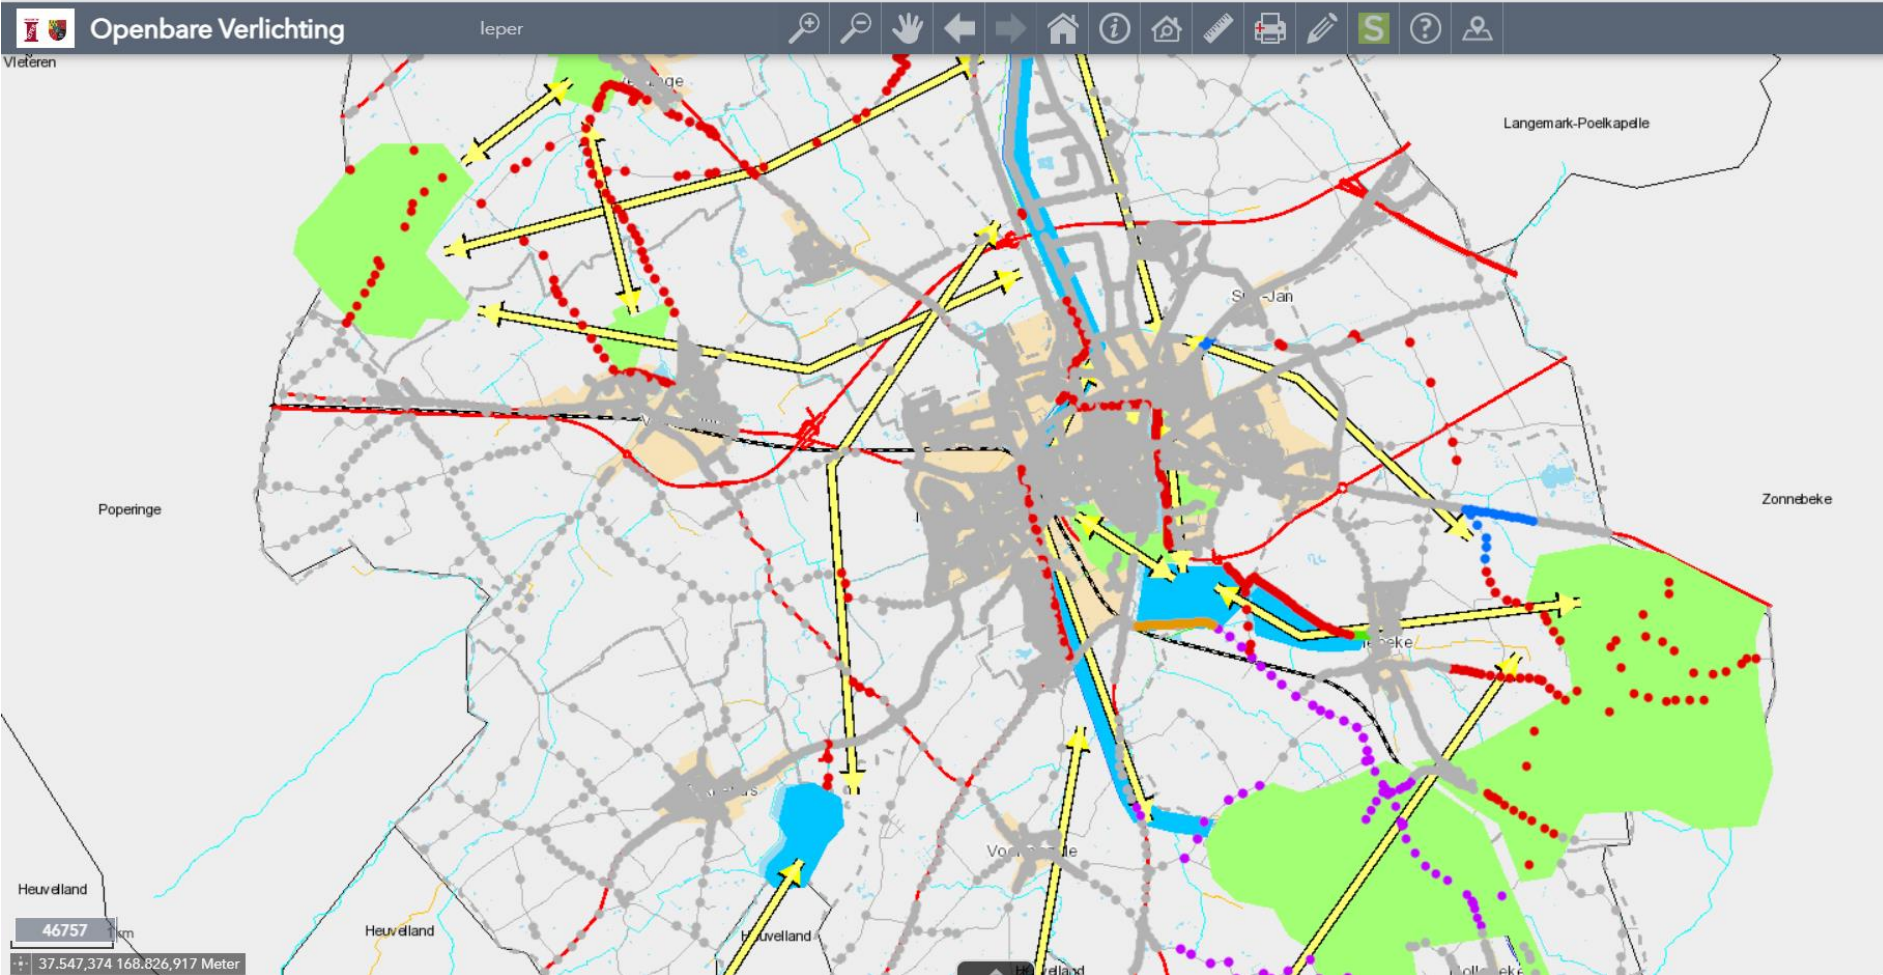 Openbare Verlichting
Ieper
S
?
Vleteren
Langemark-Poelkapelle
Poperinge
Zonnebeke
Heuvelland
Heuvelland
Heuvelland
46757
km
37.547,374 168.826,917 Meter